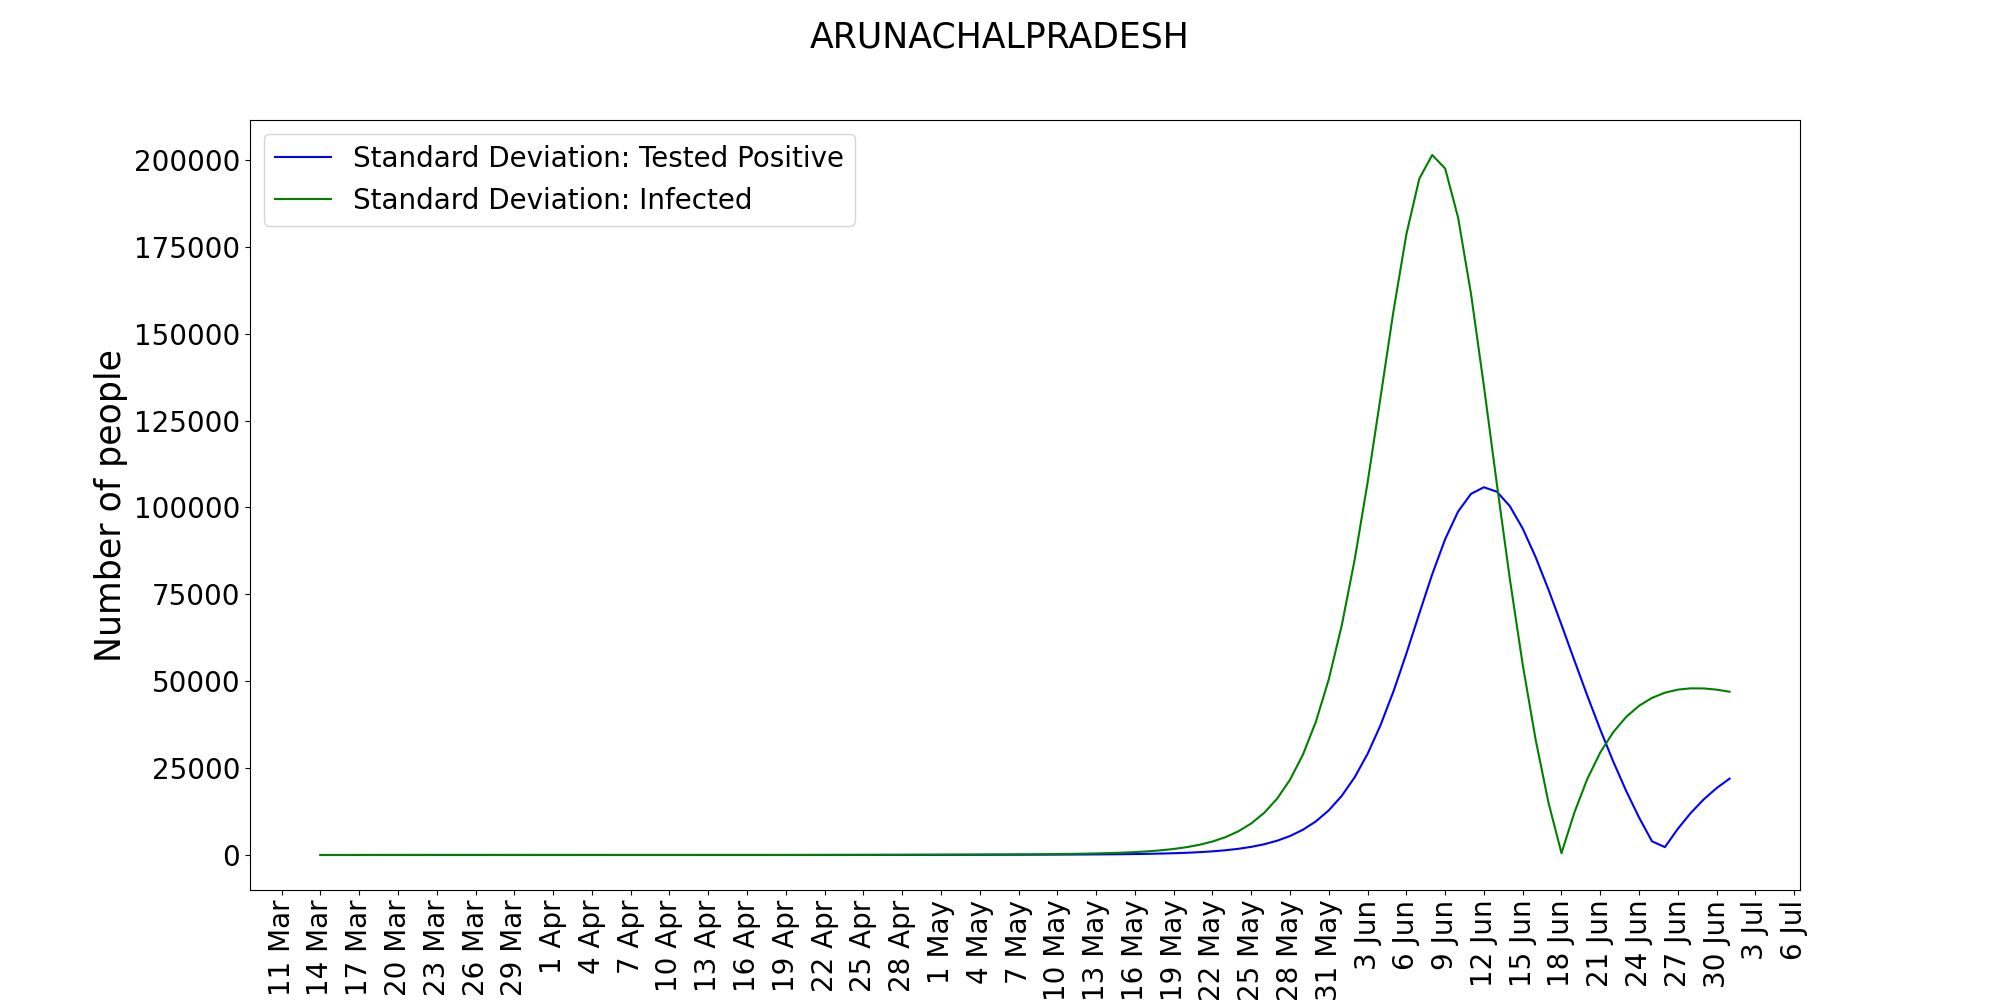 ARUNACHALPRADESH
Standard Deviation: Tested Positive
Standard Deviation: Infected
Number of people
200000
175000
150000
125000
100000
75000
50000
25000
0
11 Mar
14 Mar
17 Mar
20 Mar
23 Mar
26 Mar
29 Mar
1 Apr
4 Apr
7 Apr
10 Apr
13 Apr
16 Apr
19 Apr
22 Apr
25 Apr
28 Apr
1 May
4 May
7 May
10 May
13 May
16 May
19 May
22 May
25 May
28 May
31 May
3 Jun
6 Jun
9 Jun
12 Jun
15 Jun
18 Jun
21 Jun
24 Jun
27 Jun
30 Jun
3 Jul
6 Jul